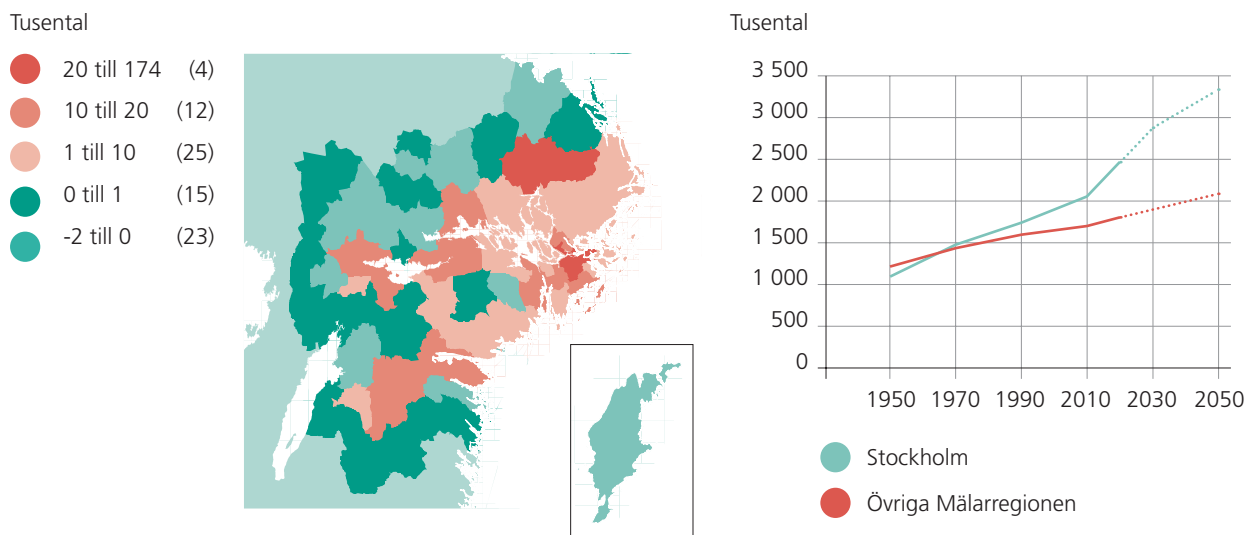 Tusental
20 till 174 (4)
10 till 20 (12)
1 till 10 (25)
0 till 1 (15)
-2 till 0 (23)
Tusental
3 500
3 000
2 500
2 000
1 500
1 000
500
0
1950 1970 1990 2010 2030 2050
Stockholm
Övriga Mälarregionen